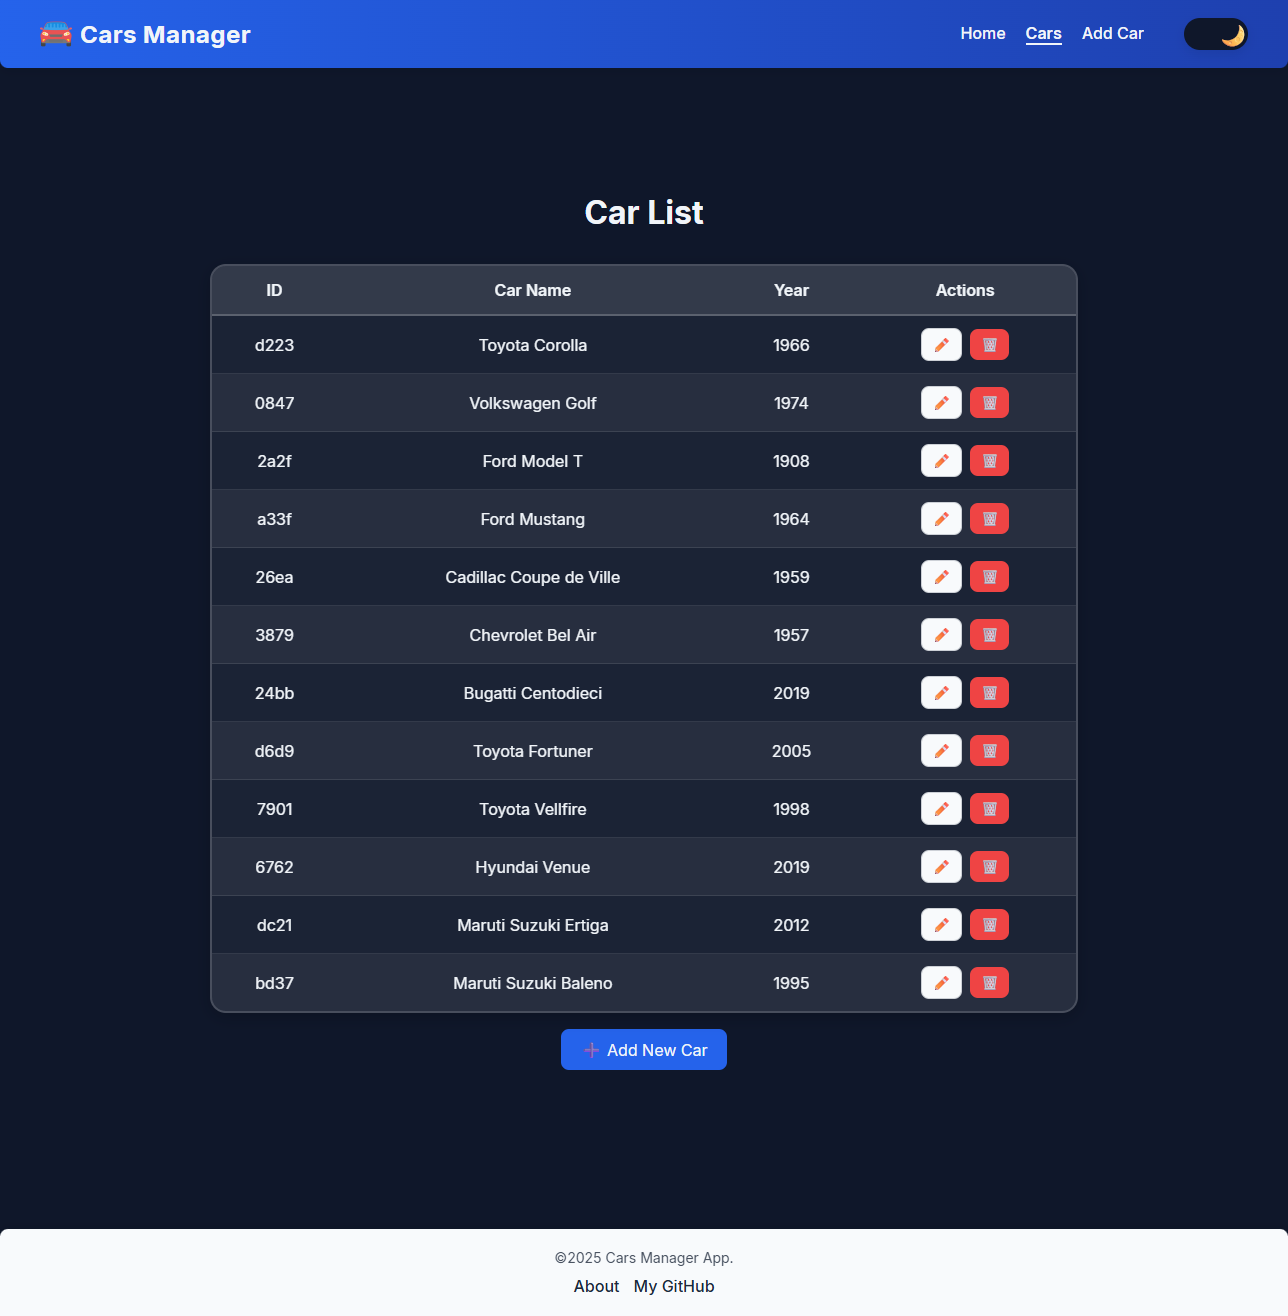 Cars Manager
Home Cars Add Car
Car List
ID Car Name Year Actions
d223 Toyota Corolla 1966
0847 Volkswagen Golf 1974
2a2f Ford Model T 1908
a33f Ford Mustang 1964
26ea Cadillac Coupe de Ville 1959
3879 Chevrolet Bel Air 1957
24bb Bugatti Centodieci 2019
d6d9 Toyota Fortuner 2005
7901 Toyota Vellfire 1998
6762 Hyundai Venue 2019
dc21 Maruti Suzuki Ertiga 2012
bd37 Maruti Suzuki Baleno 1995
Add New Car
©2025 Cars Manager App.
About My GitHub